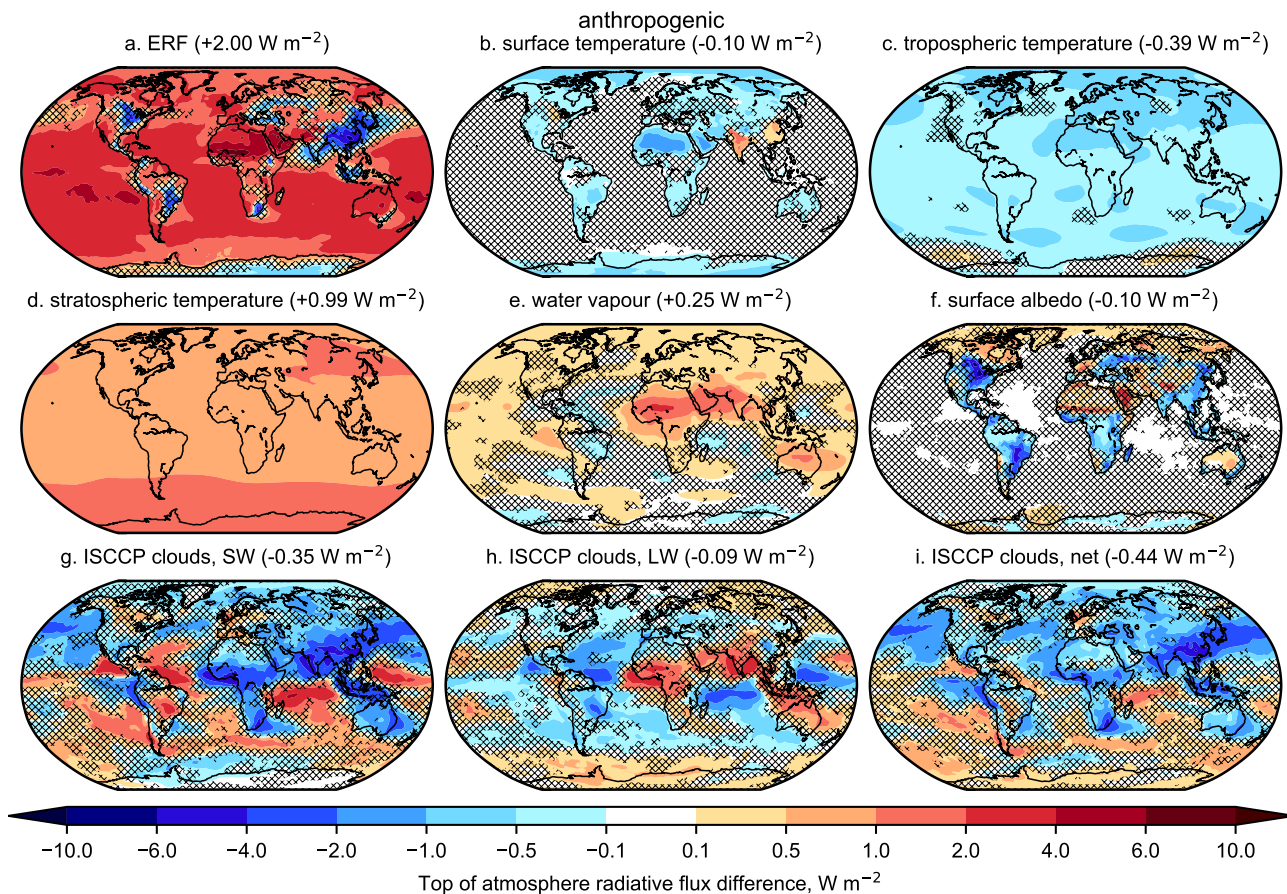 anthropogenic
a. ERF (+2.00 W m⁻²)
b. surface temperature (-0.10 W m⁻²)
c. tropospheric temperature (-0.39 W m⁻²)
d. stratospheric temperature (+0.99 W m⁻²)
e. water vapour (+0.25 W m⁻²)
f. surface albedo (-0.10 W m⁻²)
g. ISCCP clouds, SW (-0.35 W m⁻²)
h. ISCCP clouds, LW (-0.09 W m⁻²)
i. ISCCP clouds, net (-0.44 W m⁻²)
−10.0 −6.0 −4.0 −2.0 −1.0 −0.5 −0.1 0.1 0.5 1.0 2.0 4.0 6.0 10.0
Top of atmosphere radiative flux difference, W m⁻²